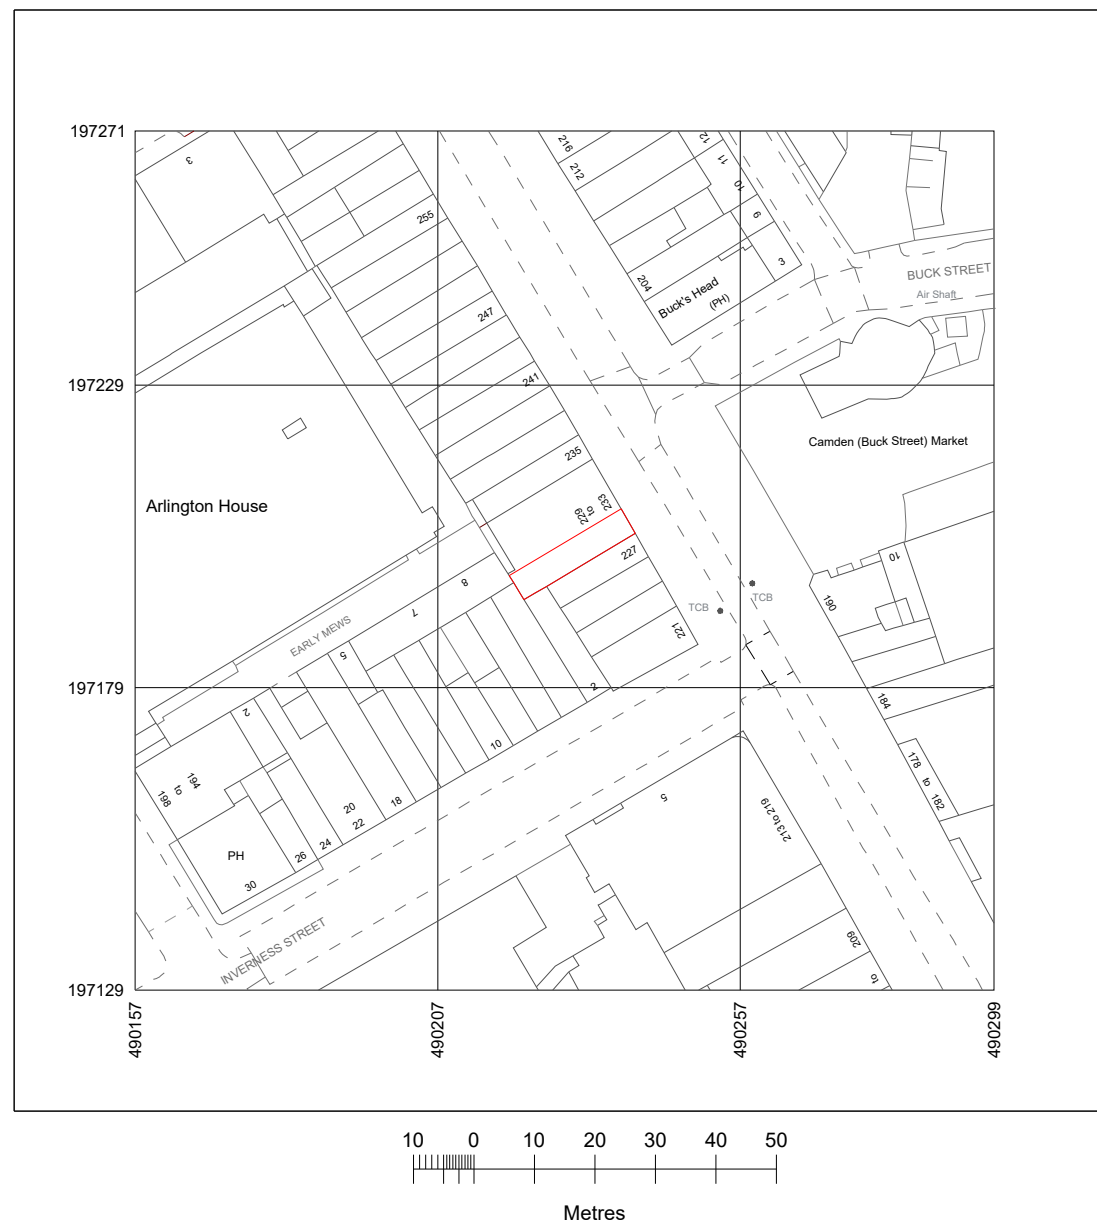 197271
197229
197179
197129
490157
490207
490257
490299
3
255
247
241
235
233
to
229
227
221
216
212
204
12
11
10
9
3
Buck's Head
(PH)
BUCK STREET
Air Shaft
Camden (Buck Street) Market
Arlington House
EARLY MEWS
8
7
5
2
2
10
18
20
22
24
26
30
PH
198
to
194
INVERNESS STREET
TCB
TCB
190
10
184
178
to
182
5
213 to 219
209
to
10 0 10 20 30 40 50
Metres